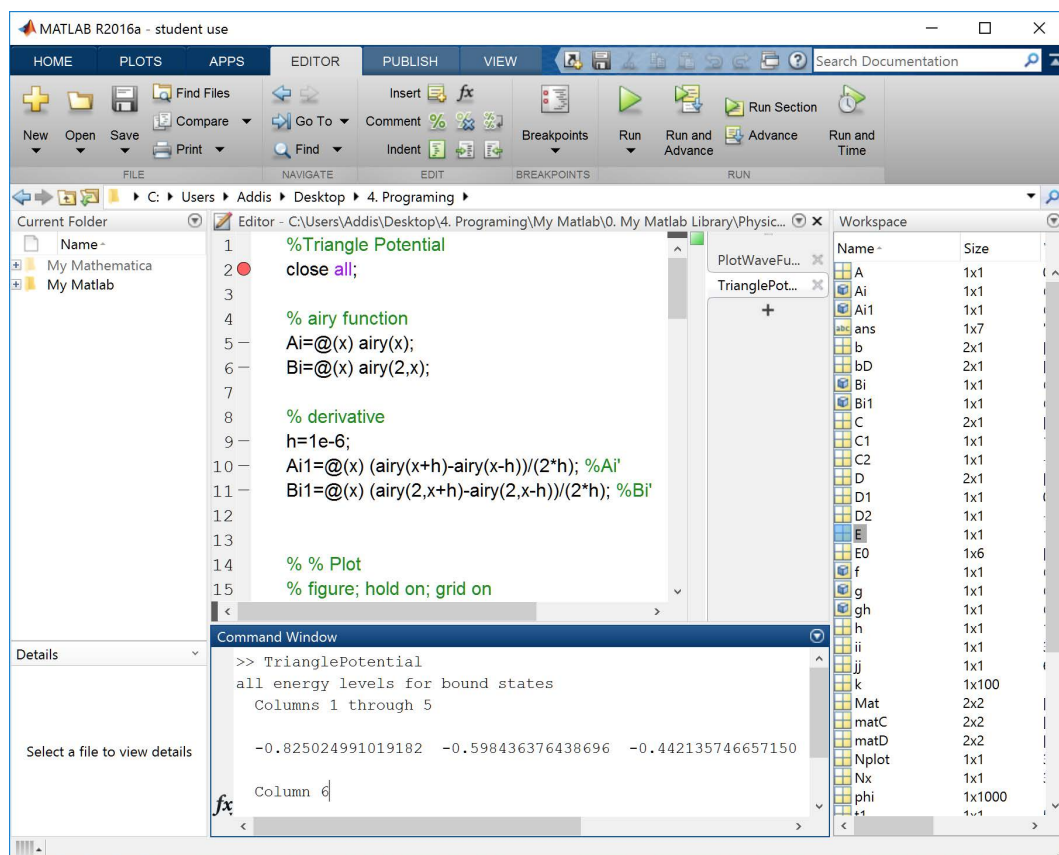 MATLAB R2016a - student use
HOME PLOTS APPS EDITOR PUBLISH VIEW Search Documentation
New Open Save Find Files Compare Print
FILE
Go To Find
NAVIGATE
Insert fx
Comment
Indent
EDIT
Breakpoints
BREAKPOINTS
Run Run and Advance Run Section Advance Run and Time
RUN
C: Users Addis Desktop 4. Programing
Current Folder
Name
My Mathematica
My Matlab
Details
Select a file to view details
Editor - C:\Users\Addis\Desktop\4. Programing\My Matlab\0. My Matlab Library\Physic...
PlotWaveFu...
TrianglePot...
1 %Triangle Potential
2 close all;
3
4 % airy function
5 Ai=@(x) airy(x);
6 Bi=@(x) airy(2,x);
7
8 % derivative
9 h=1e-6;
10 Ai1=@(x) (airy(x+h)-airy(x-h))/(2*h); %Ai'
11 Bi1=@(x) (airy(2,x+h)-airy(2,x-h))/(2*h); %Bi'
12
13
14 % % Plot
15 % figure; hold on; grid on
Command Window
>> TrianglePotential
all energy levels for bound states
Columns 1 through 5
-0.825024991019182 -0.598436376438696 -0.442135746657150
Column 6
fx
Workspace
Name Size
A 1x1
Ai 1x1
Ai1 1x1
abc ans 1x7
b 2x1
bD 2x1
Bi 1x1
Bi1 1x1
C 2x1
C1 1x1
C2 1x1
D 2x1
D1 1x1
D2 1x1
E 1x1
E0 1x6
f 1x1
g 1x1
gh 1x1
h 1x1
ii 1x1
jj 1x1
k 1x100
Mat 2x2
matC 2x2
matD 2x2
Nplot 1x1
Nx 1x1
phi 1x1000
t1 1x1